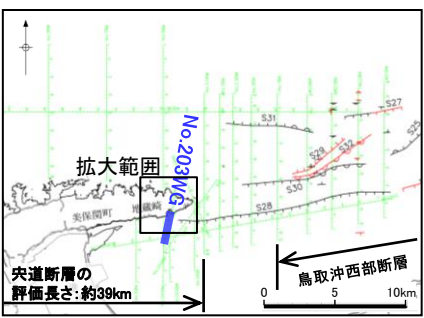 S27
S31
S25
No.203WG
S29
S32
拡大範囲
S30
美保関町
地蔵崎
S28
宍道断層の
評価長さ:約39km
鳥取沖西部断層
0 5 10km